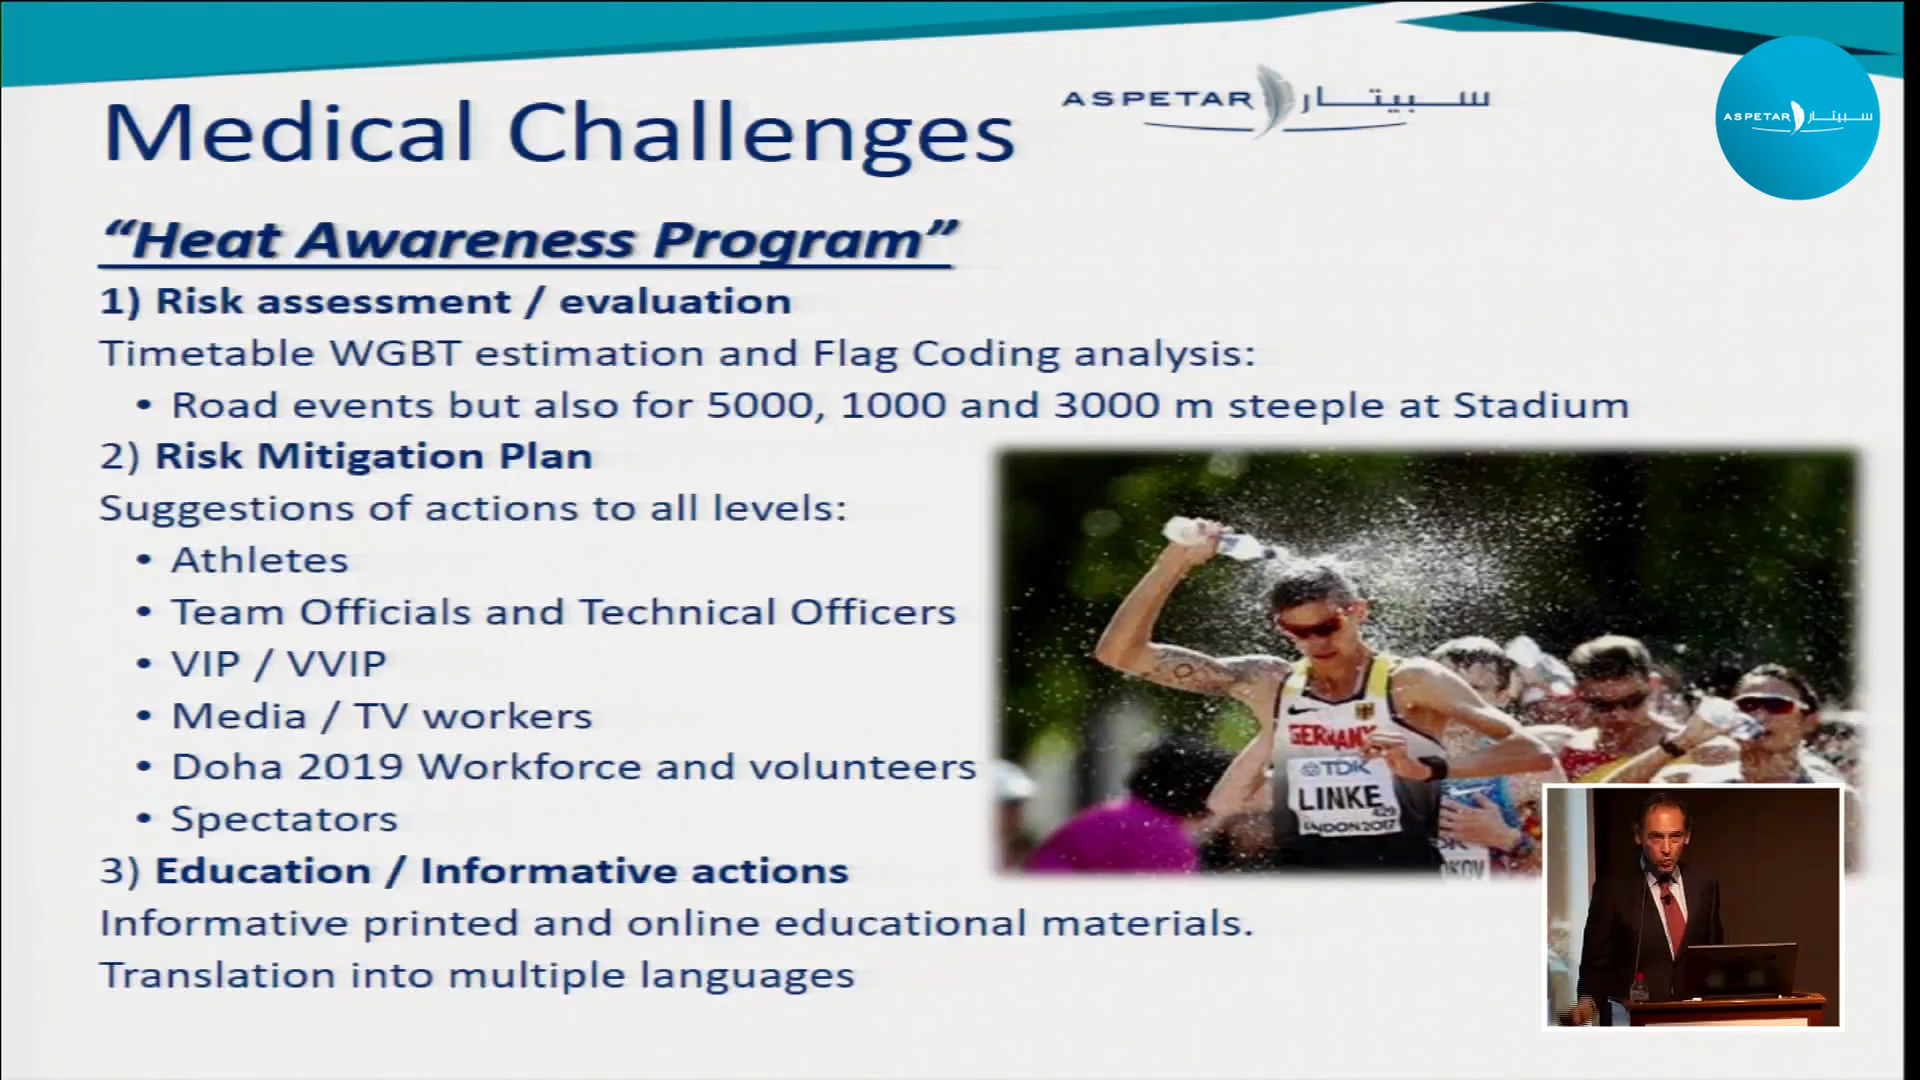 Medical Challenges
ASPETAR سبيتار
ASPETAR سبيتار
“Heat Awareness Program”
1) Risk assessment / evaluation
Timetable WGBT estimation and Flag Coding analysis:
• Road events but also for 5000, 1000 and 3000 m steeple at Stadium
2) Risk Mitigation Plan
Suggestions of actions to all levels:
• Athletes
• Team Officials and Technical Officers
• VIP / VVIP
• Media / TV workers
• Doha 2019 Workforce and volunteers
• Spectators
3) Education / Informative actions
Informative printed and online educational materials.
Translation into multiple languages
GERMANY
TDK
LINKE
429
LONDON 2017